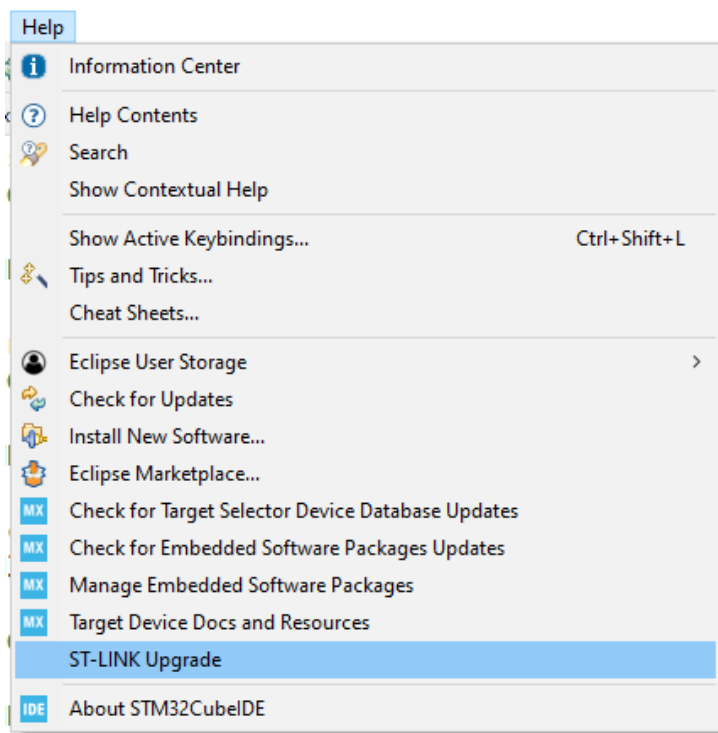 Help
Information Center
Help Contents
Search
Show Contextual Help
Show Active Keybindings... Ctrl+Shift+L
Tips and Tricks...
Cheat Sheets...
Eclipse User Storage
Check for Updates
Install New Software...
Eclipse Marketplace...
MX Check for Target Selector Device Database Updates
MX Check for Embedded Software Packages Updates
MX Manage Embedded Software Packages
MX Target Device Docs and Resources
ST-LINK Upgrade
IDE About STM32CubeIDE